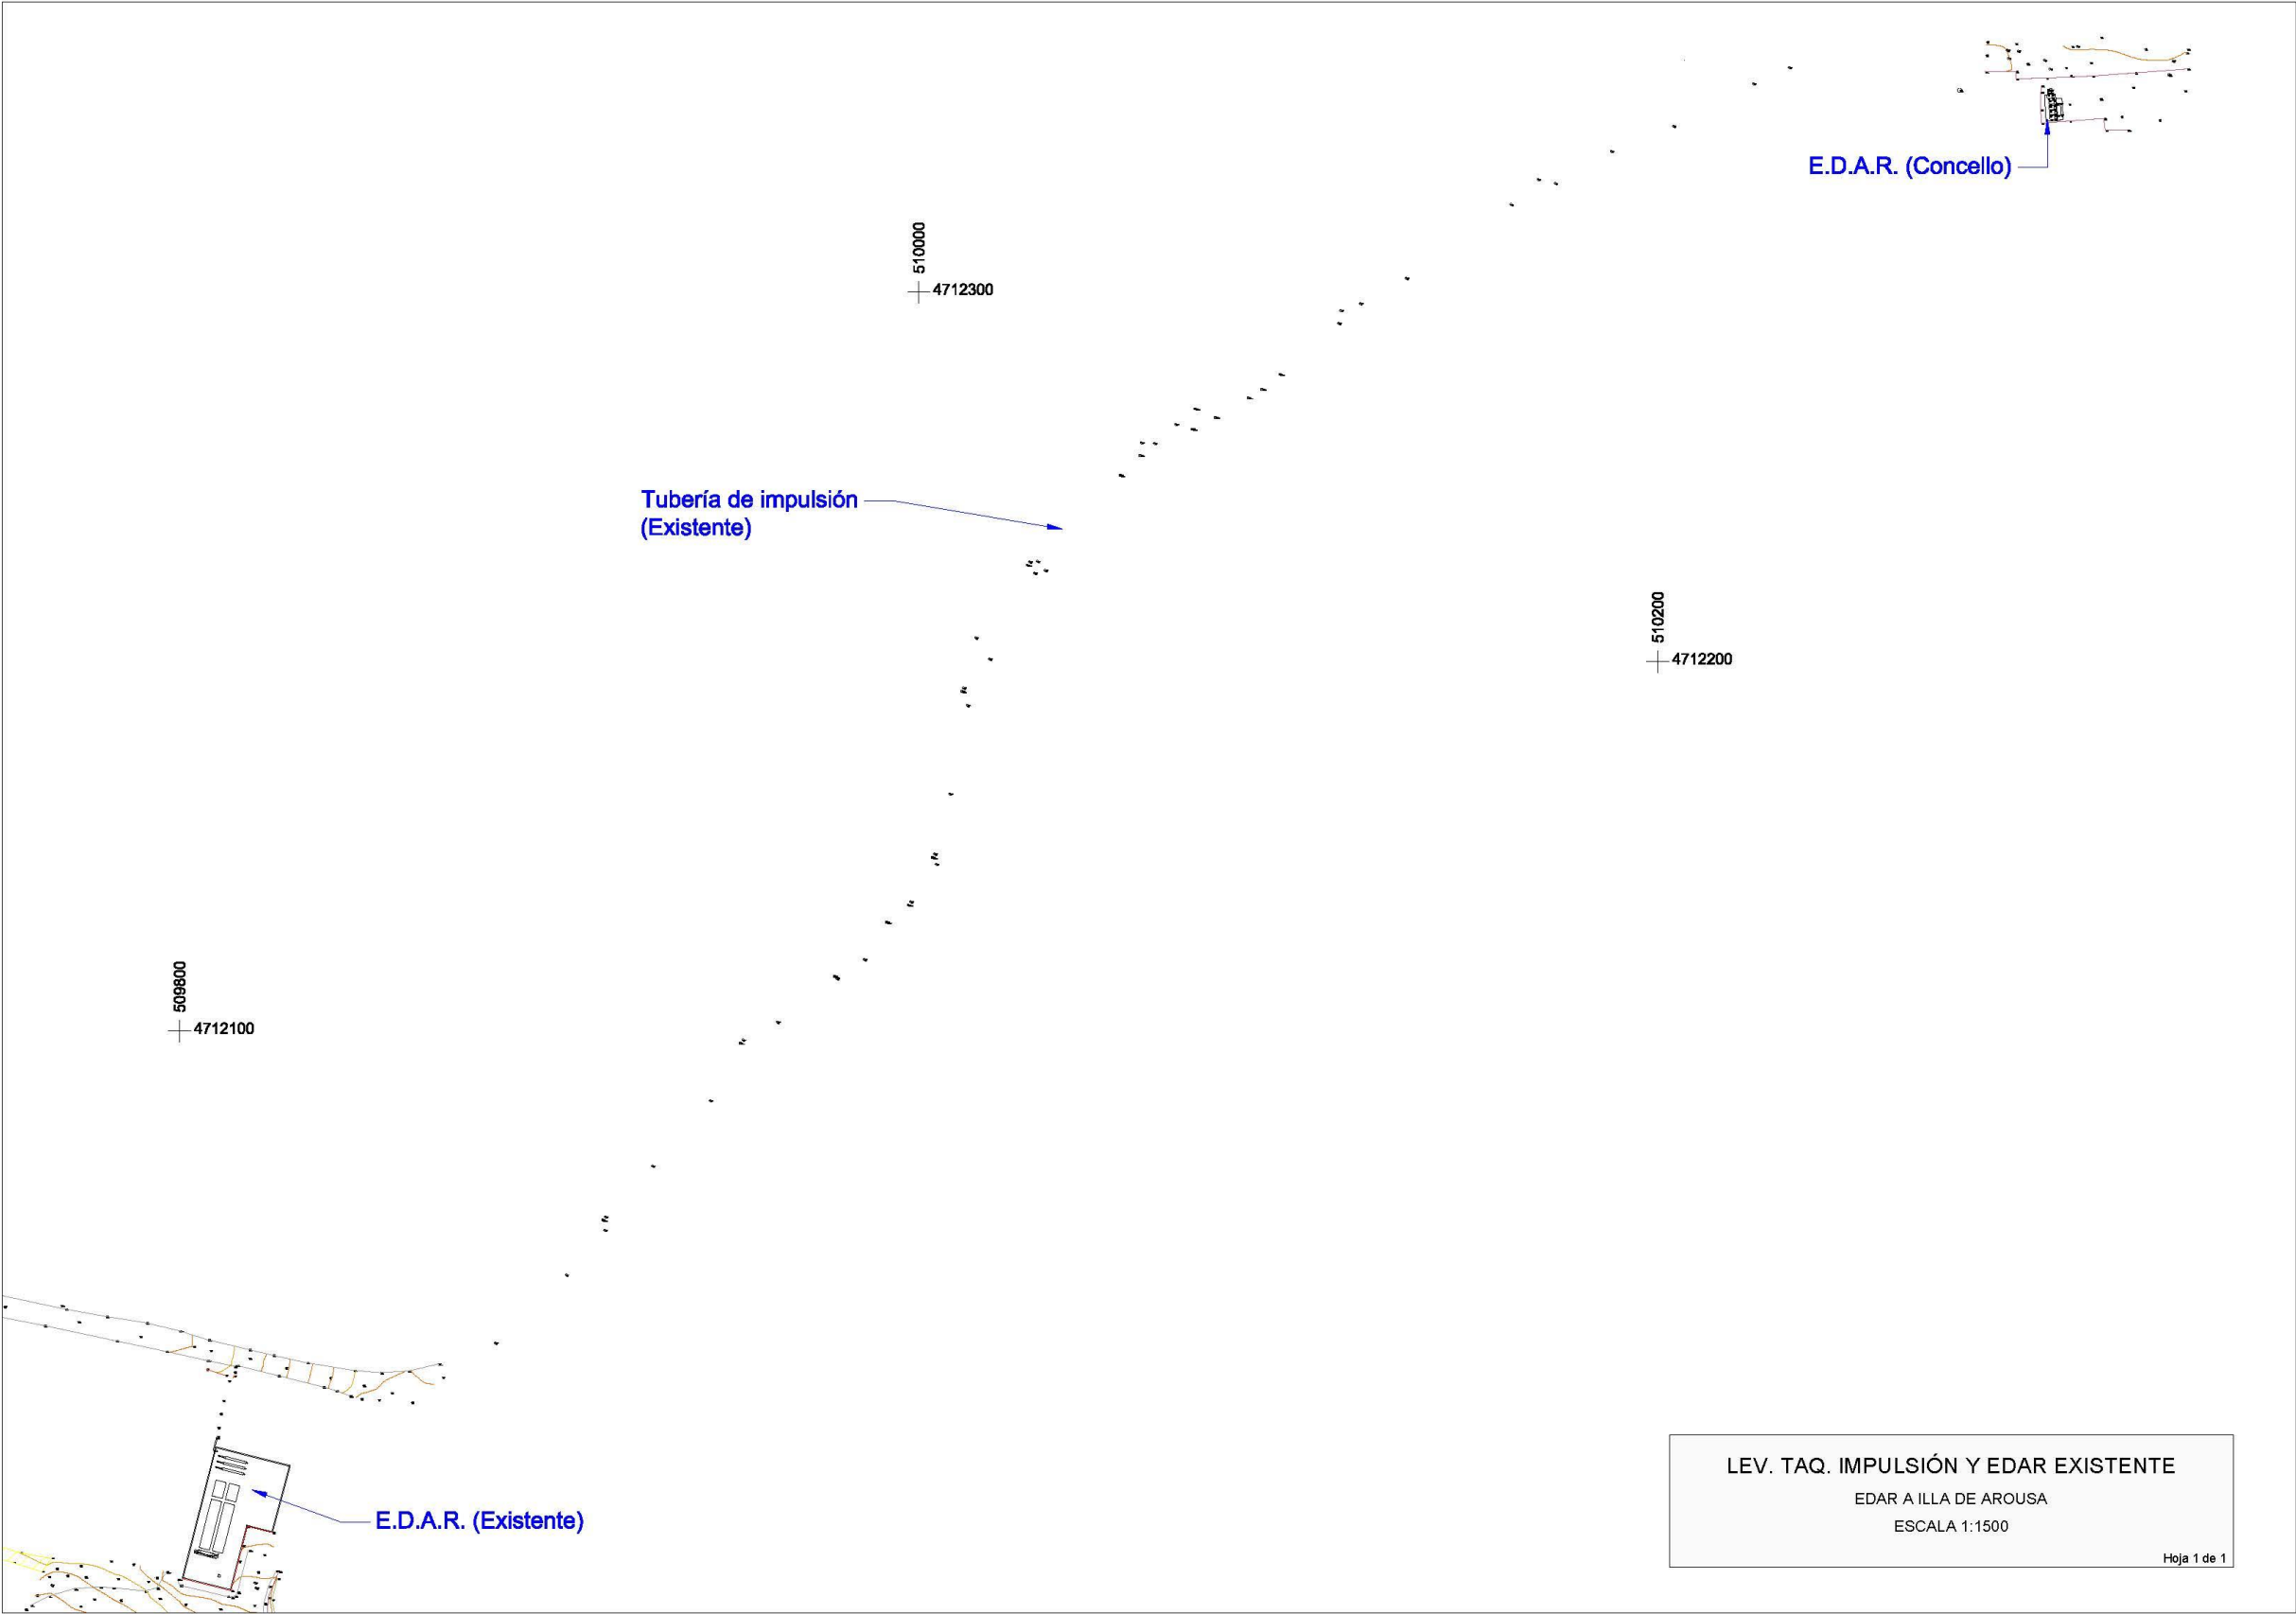 E.D.A.R. (Concello)
510000
4712300
Tubería de impulsión
(Existente)
510200
4712200
509800
4712100
E.D.A.R. (Existente)
LEV. TAQ. IMPULSIÓN Y EDAR EXISTENTE
EDAR A ILLA DE AROUSA
ESCALA 1:1500
Hoja 1 de 1